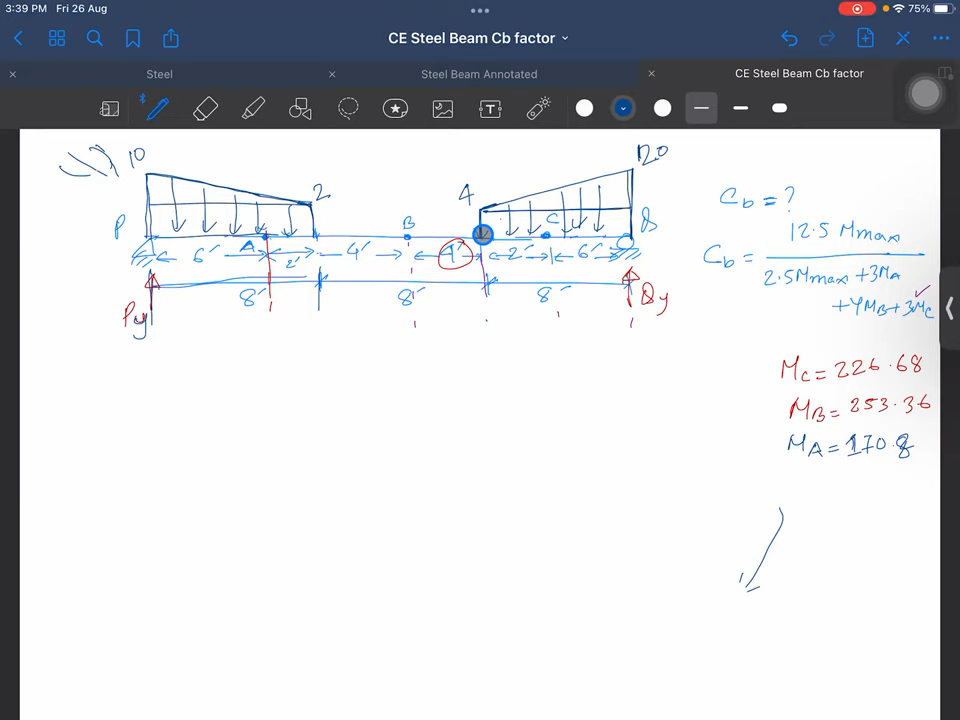 3:39 PM Fri 26 Aug
75%
CE Steel Beam Cb factor
Steel
Steel Beam Annotated
CE Steel Beam Cb factor
10
2
4
20
P
A
B
C
Q
6'
2'
4'
4'
2'
6'
8'
8'
8'
Py
Qy
Cb = ?
Cb = 12.5 Mmax
2.5Mmax + 3MA
+ 4MB + 3MC
MC = 226.68
MB = 253.36
MA = 170.8